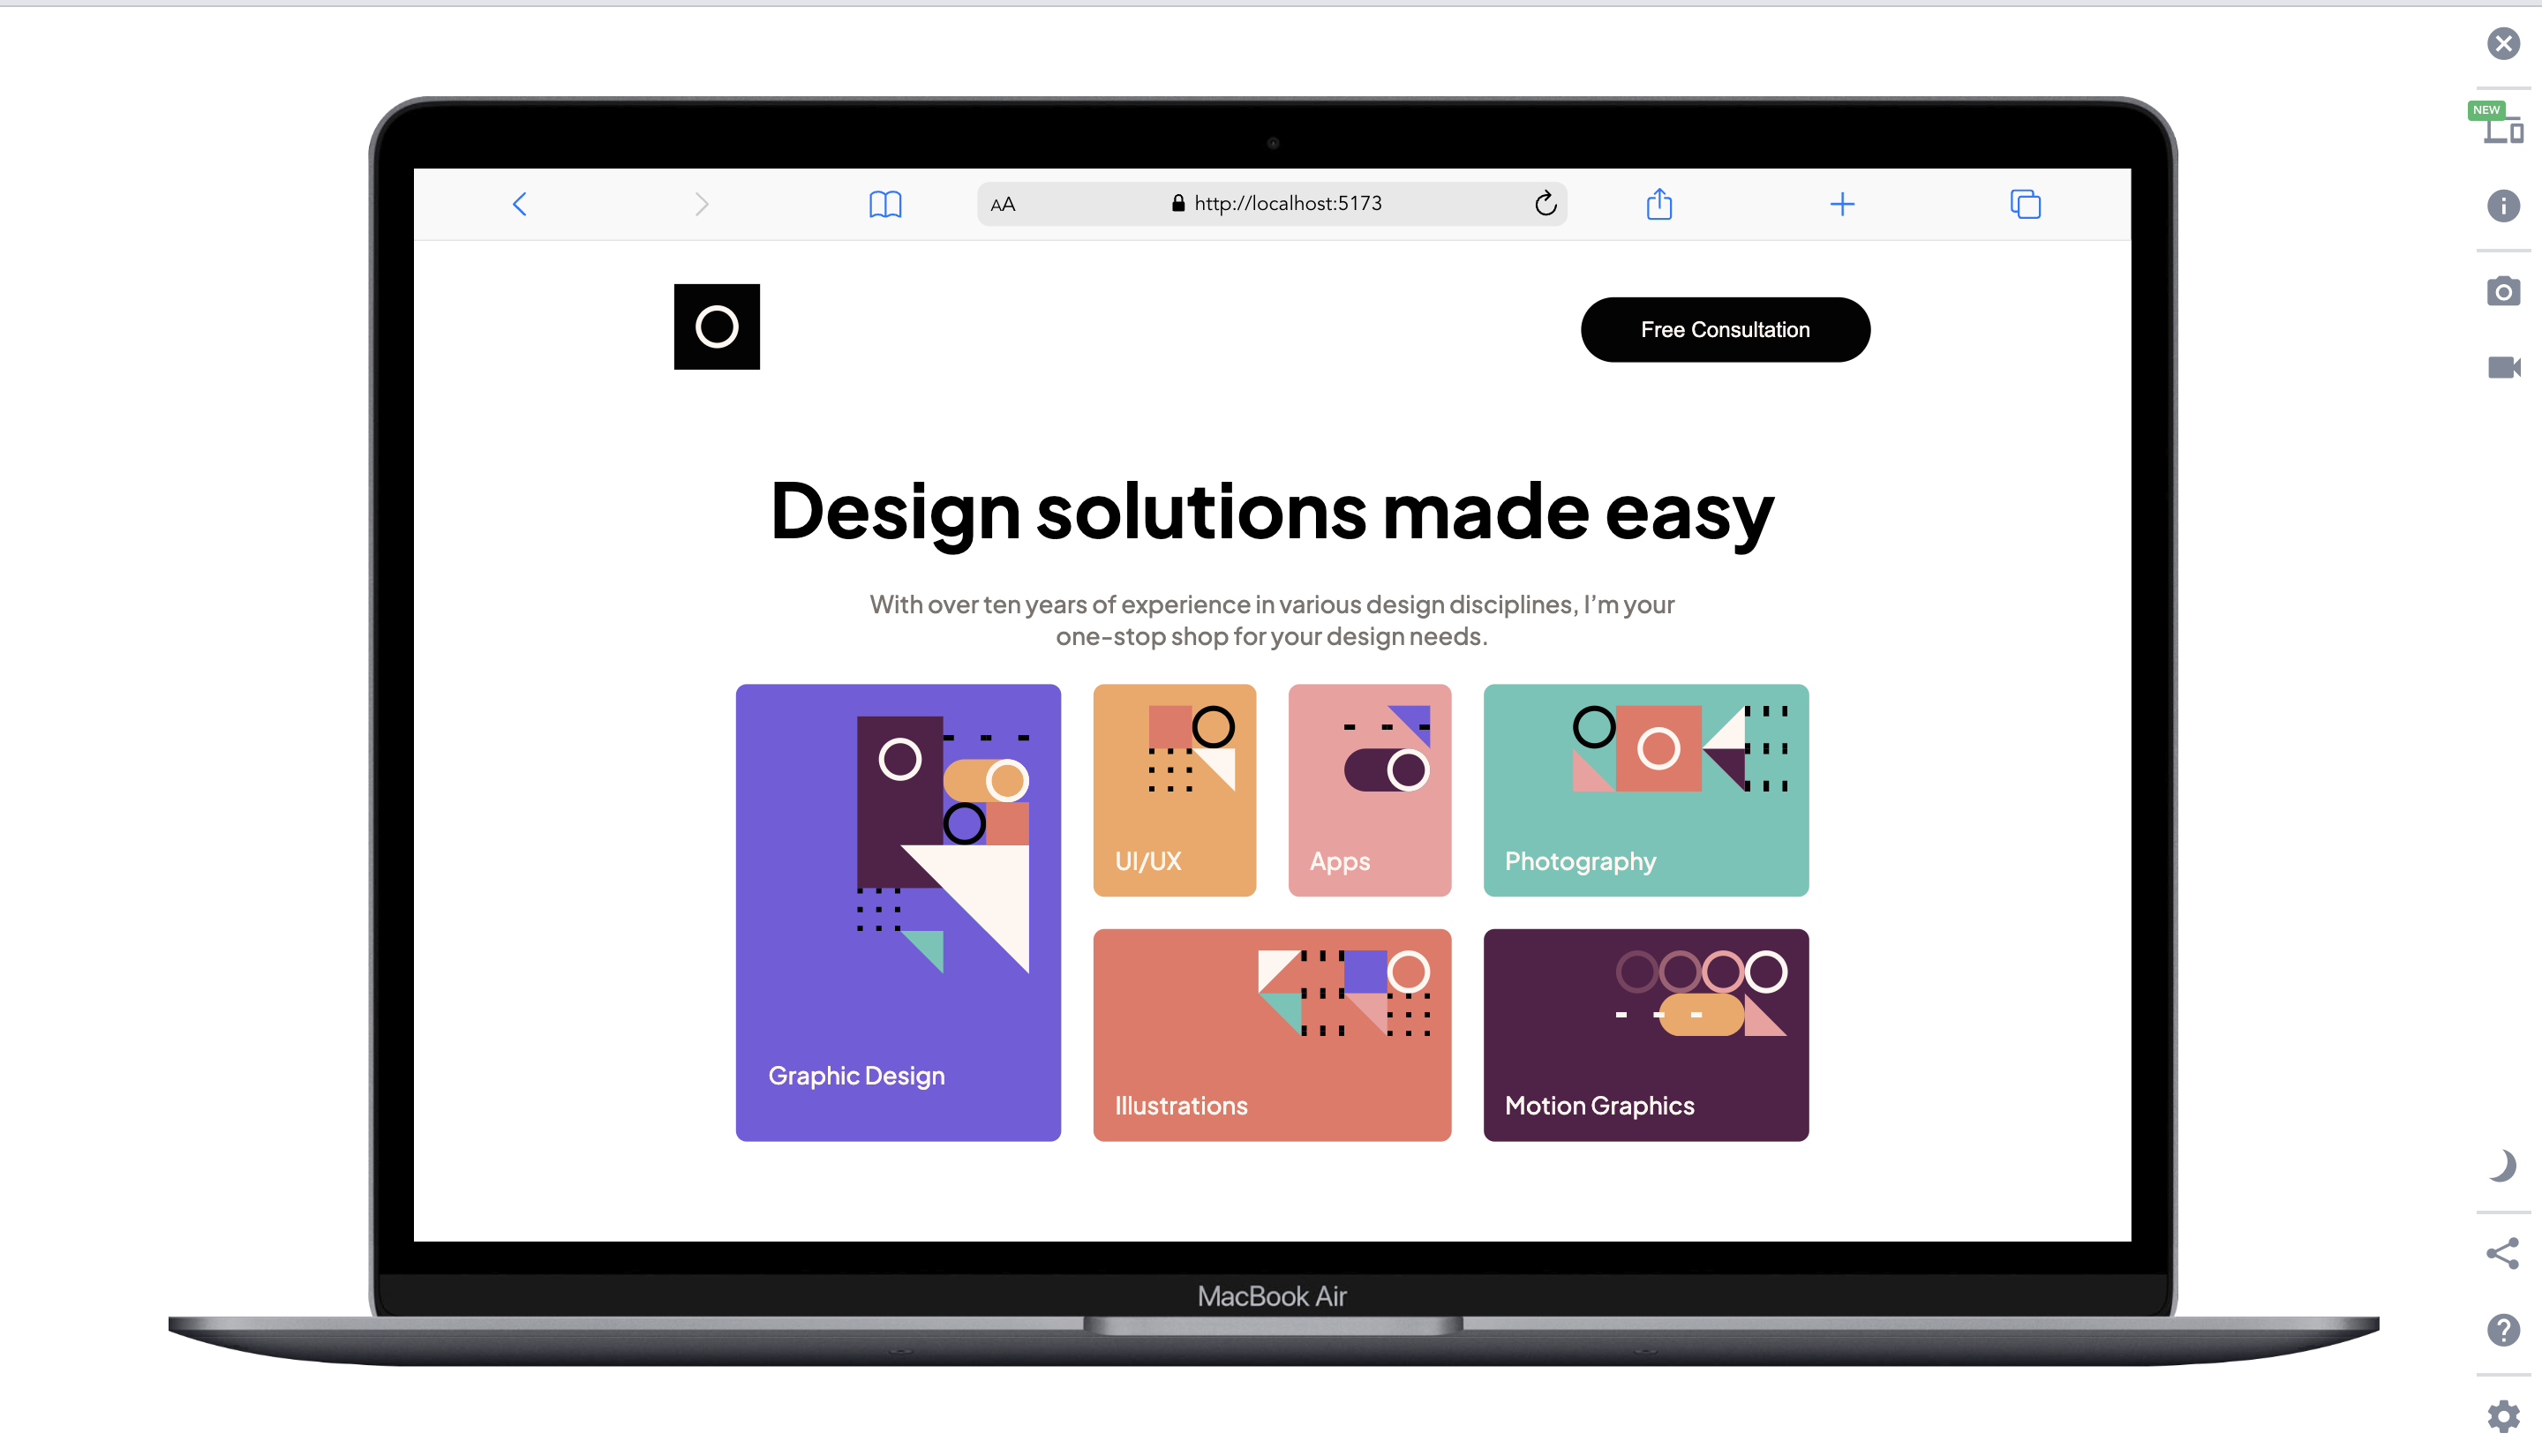 NEW
AA http://localhost:5173
Free Consultation
Design solutions made easy
With over ten years of experience in various design disciplines, I’m your
one-stop shop for your design needs.
UI/UX
Apps
Photography
Graphic Design
Illustrations
Motion Graphics
MacBook Air